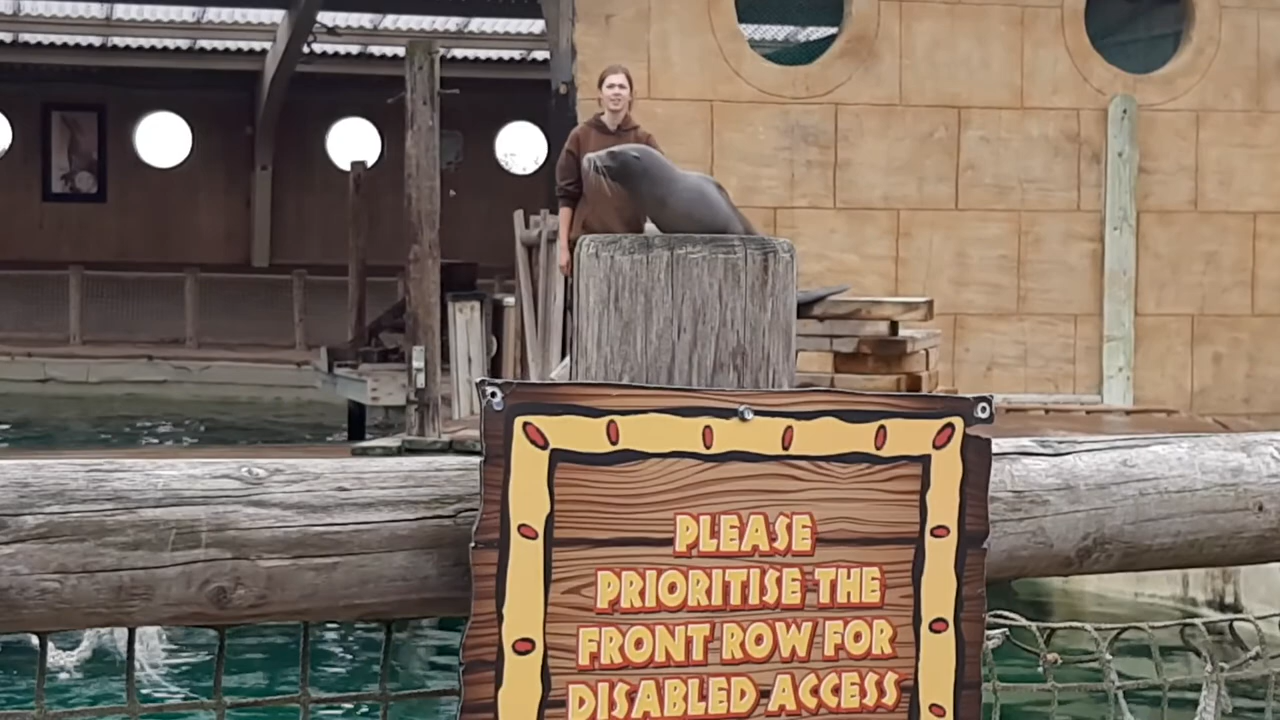 PLEASE
PRIORITISE THE
FRONT ROW FOR
DISABLED ACCESS